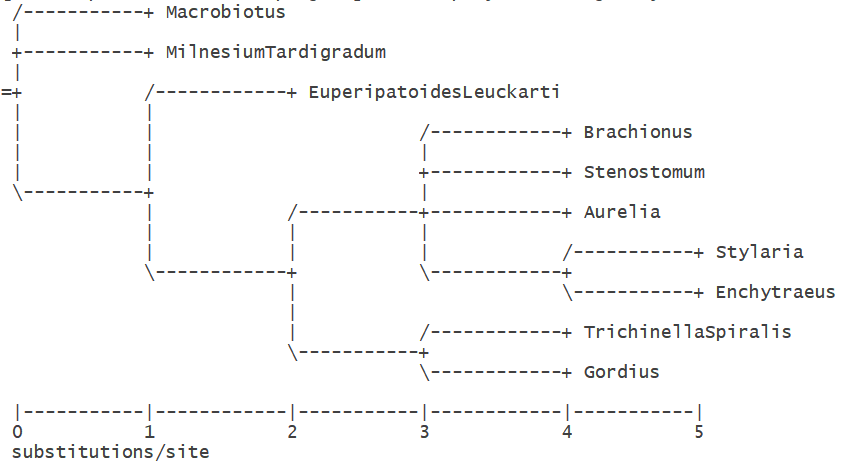 Macrobiotus
MilnesiumTardigradum
EuperipatoidesLeuckarti
Brachionus
Stenostomum
Aurelia
Stylaria
Enchytraeus
TrichinellaSpiralis
Gordius
0 1 2 3 4 5
substitutions/site